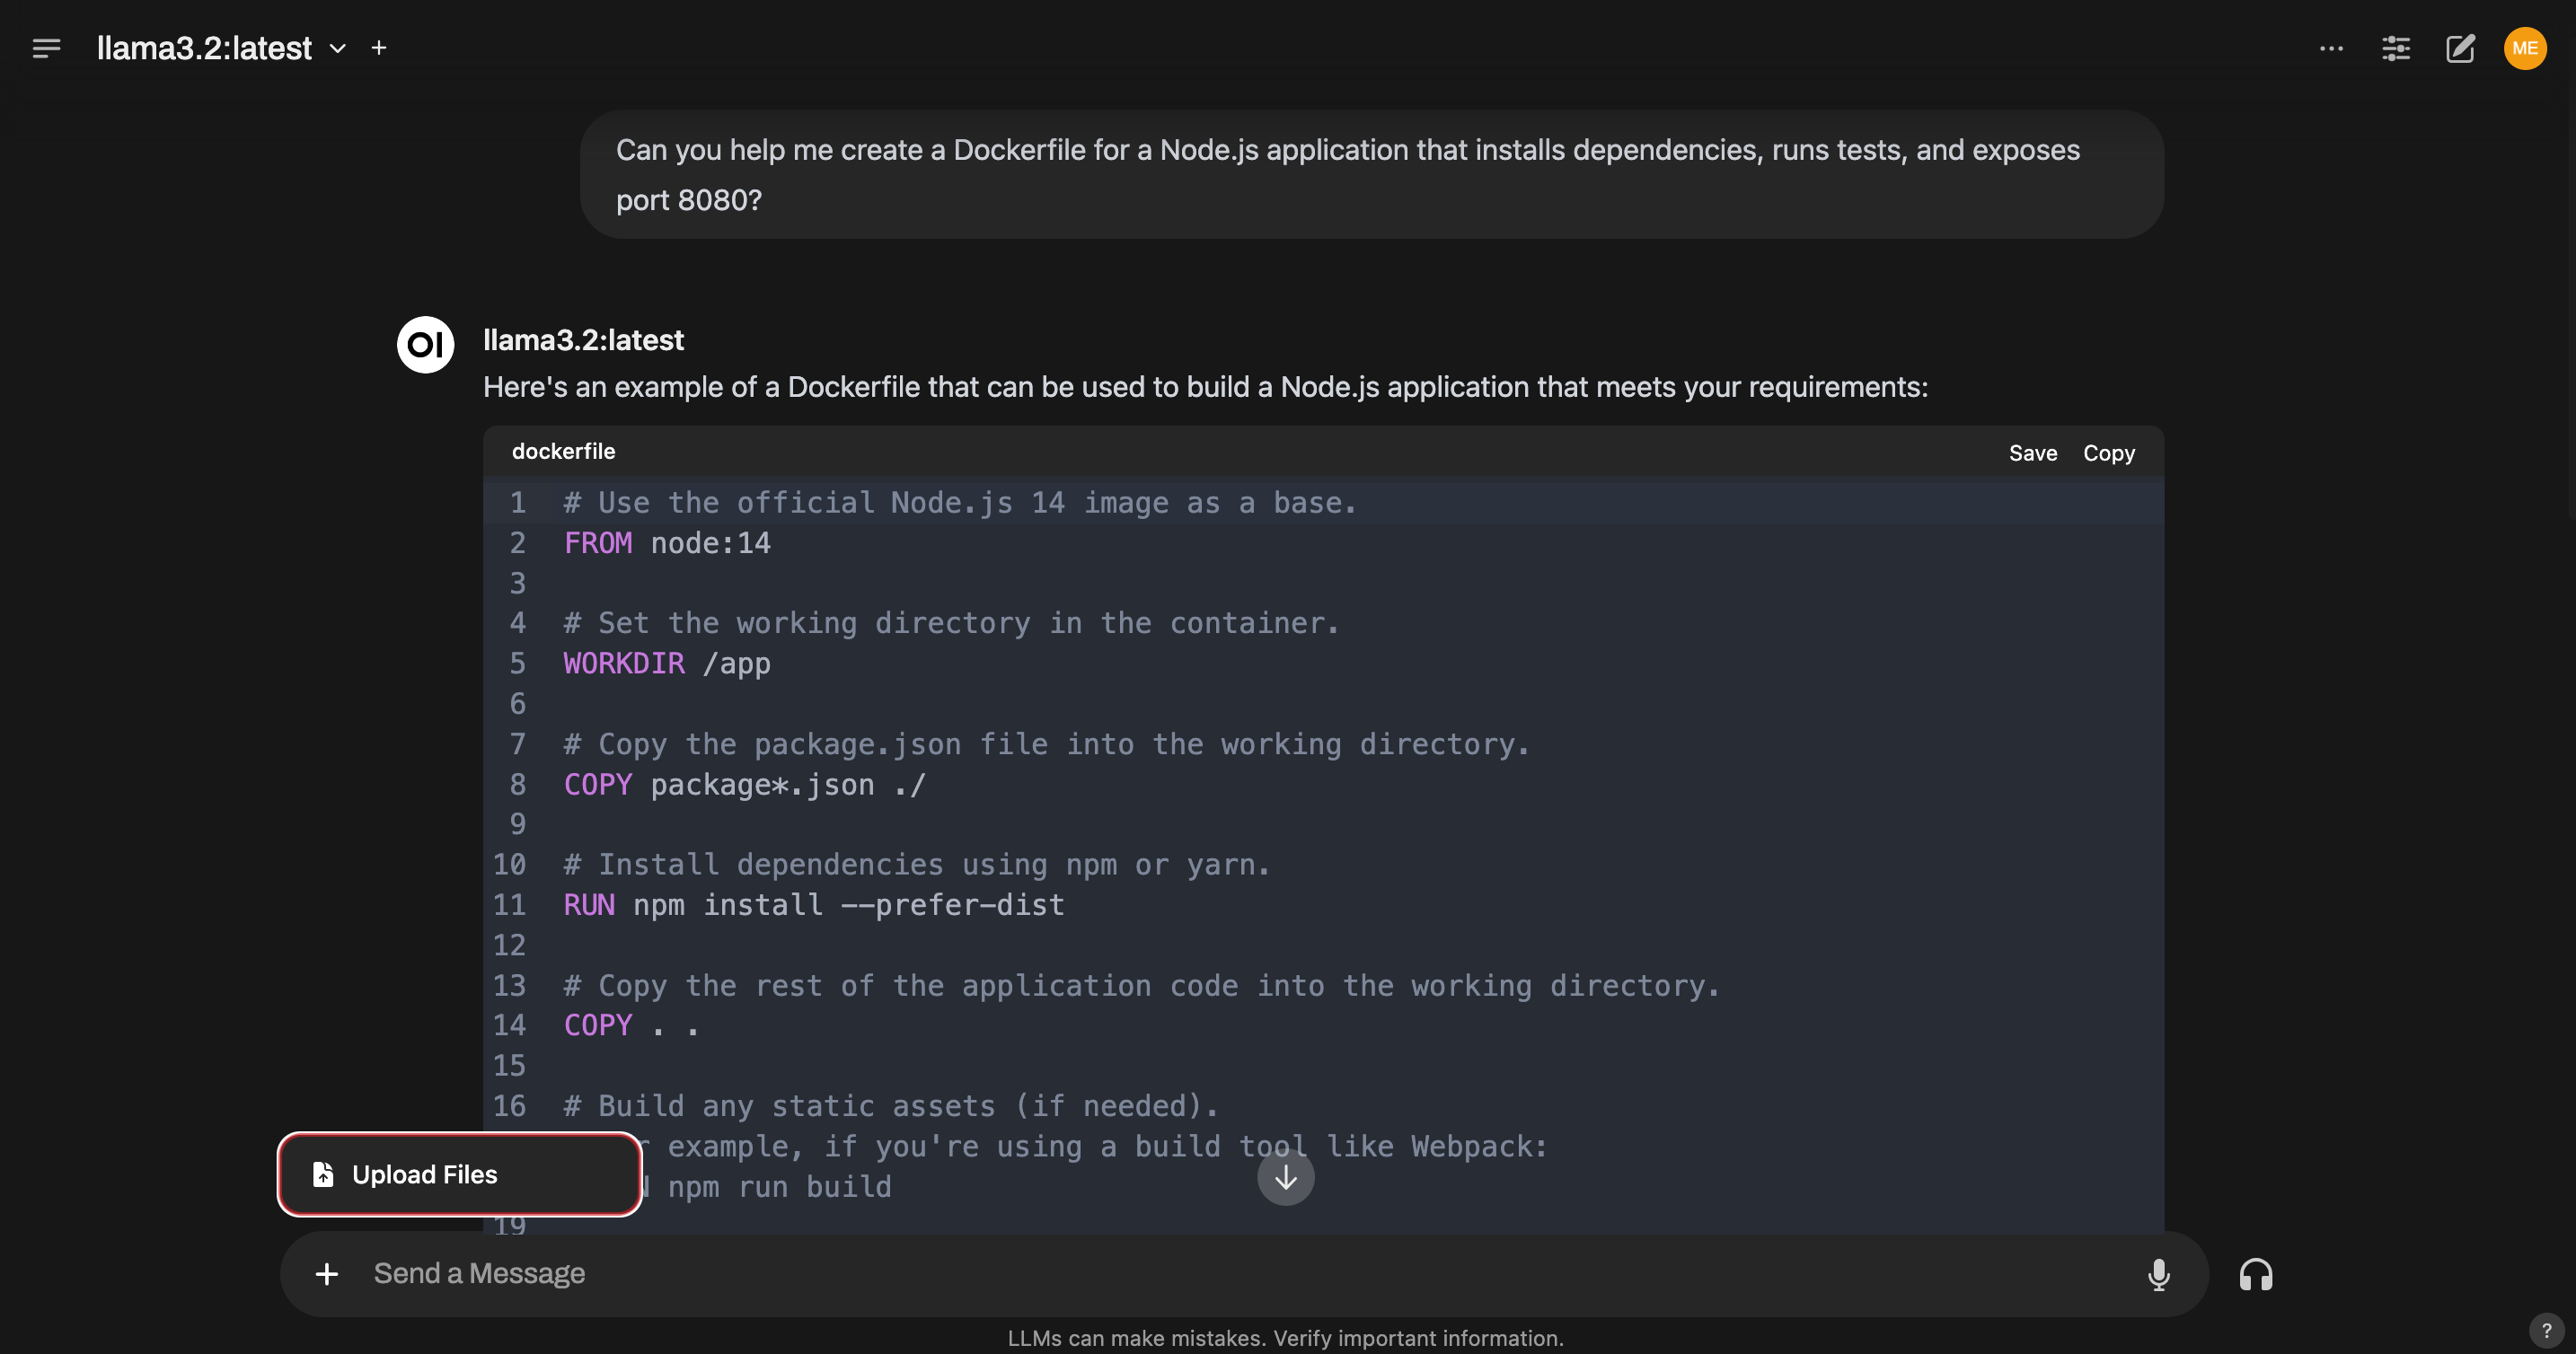 llama3.2:latest
ME
Can you help me create a Dockerfile for a Node.js application that installs dependencies, runs tests, and exposes
port 8080?
OI
llama3.2:latest
Here's an example of a Dockerfile that can be used to build a Node.js application that meets your requirements:
dockerfile Save Copy
1 # Use the official Node.js 14 image as a base.
2 FROM node:14
3
4 # Set the working directory in the container.
5 WORKDIR /app
6
7 # Copy the package.json file into the working directory.
8 COPY package*.json ./
9
10 # Install dependencies using npm or yarn.
11 RUN npm install --prefer-dist
12
13 # Copy the rest of the application code into the working directory.
14 COPY . .
15
16 # Build any static assets (if needed).
example, if you're using a build tool like Webpack:
npm run build
Upload Files
19
Send a Message
LLMs can make mistakes. Verify important information.
?